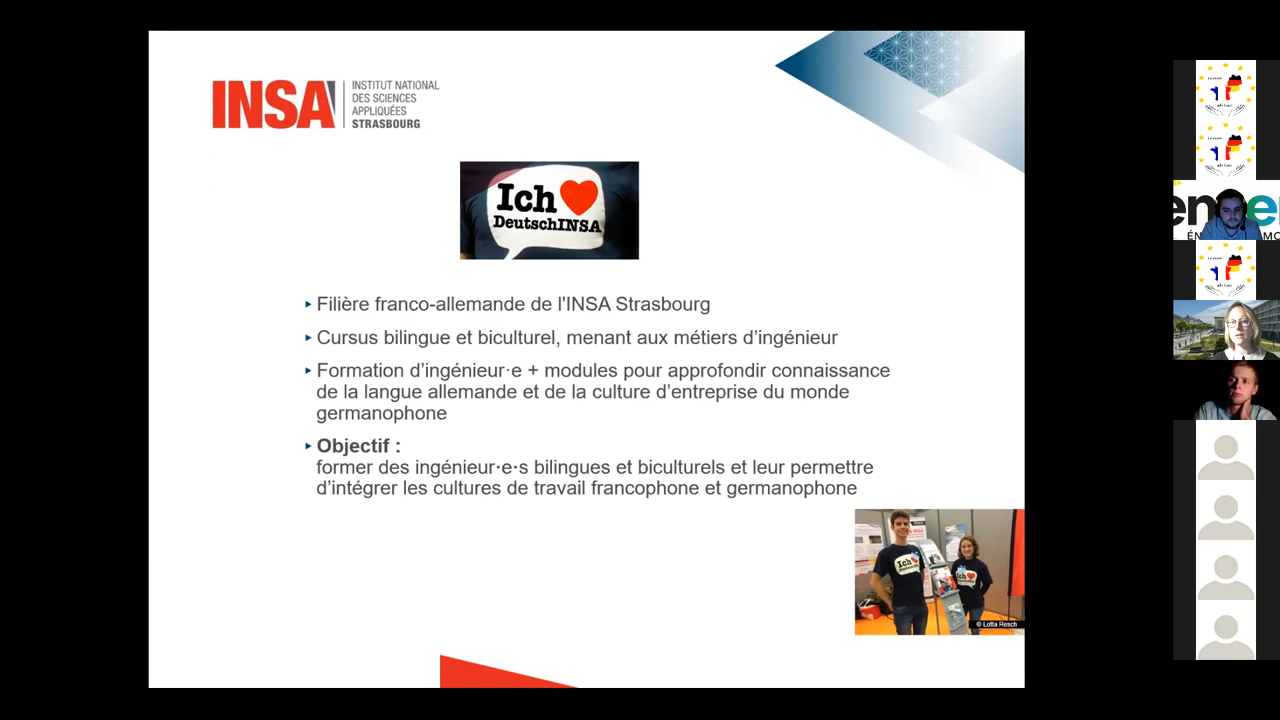 INSA
INSTITUT NATIONAL
DES SCIENCES
APPLIQUÉES
STRASBOURG
Ich
DeutschINSA
Filière franco-allemande de l'INSA Strasbourg
Cursus bilingue et biculturel, menant aux métiers d’ingénieur
Formation d’ingénieur·e + modules pour approfondir connaissance
de la langue allemande et de la culture d’entreprise du monde
germanophone
Objectif :
former des ingénieur·e·s bilingues et biculturels et leur permettre
d’intégrer les cultures de travail francophone et germanophone
Ich
© Lotta Resch